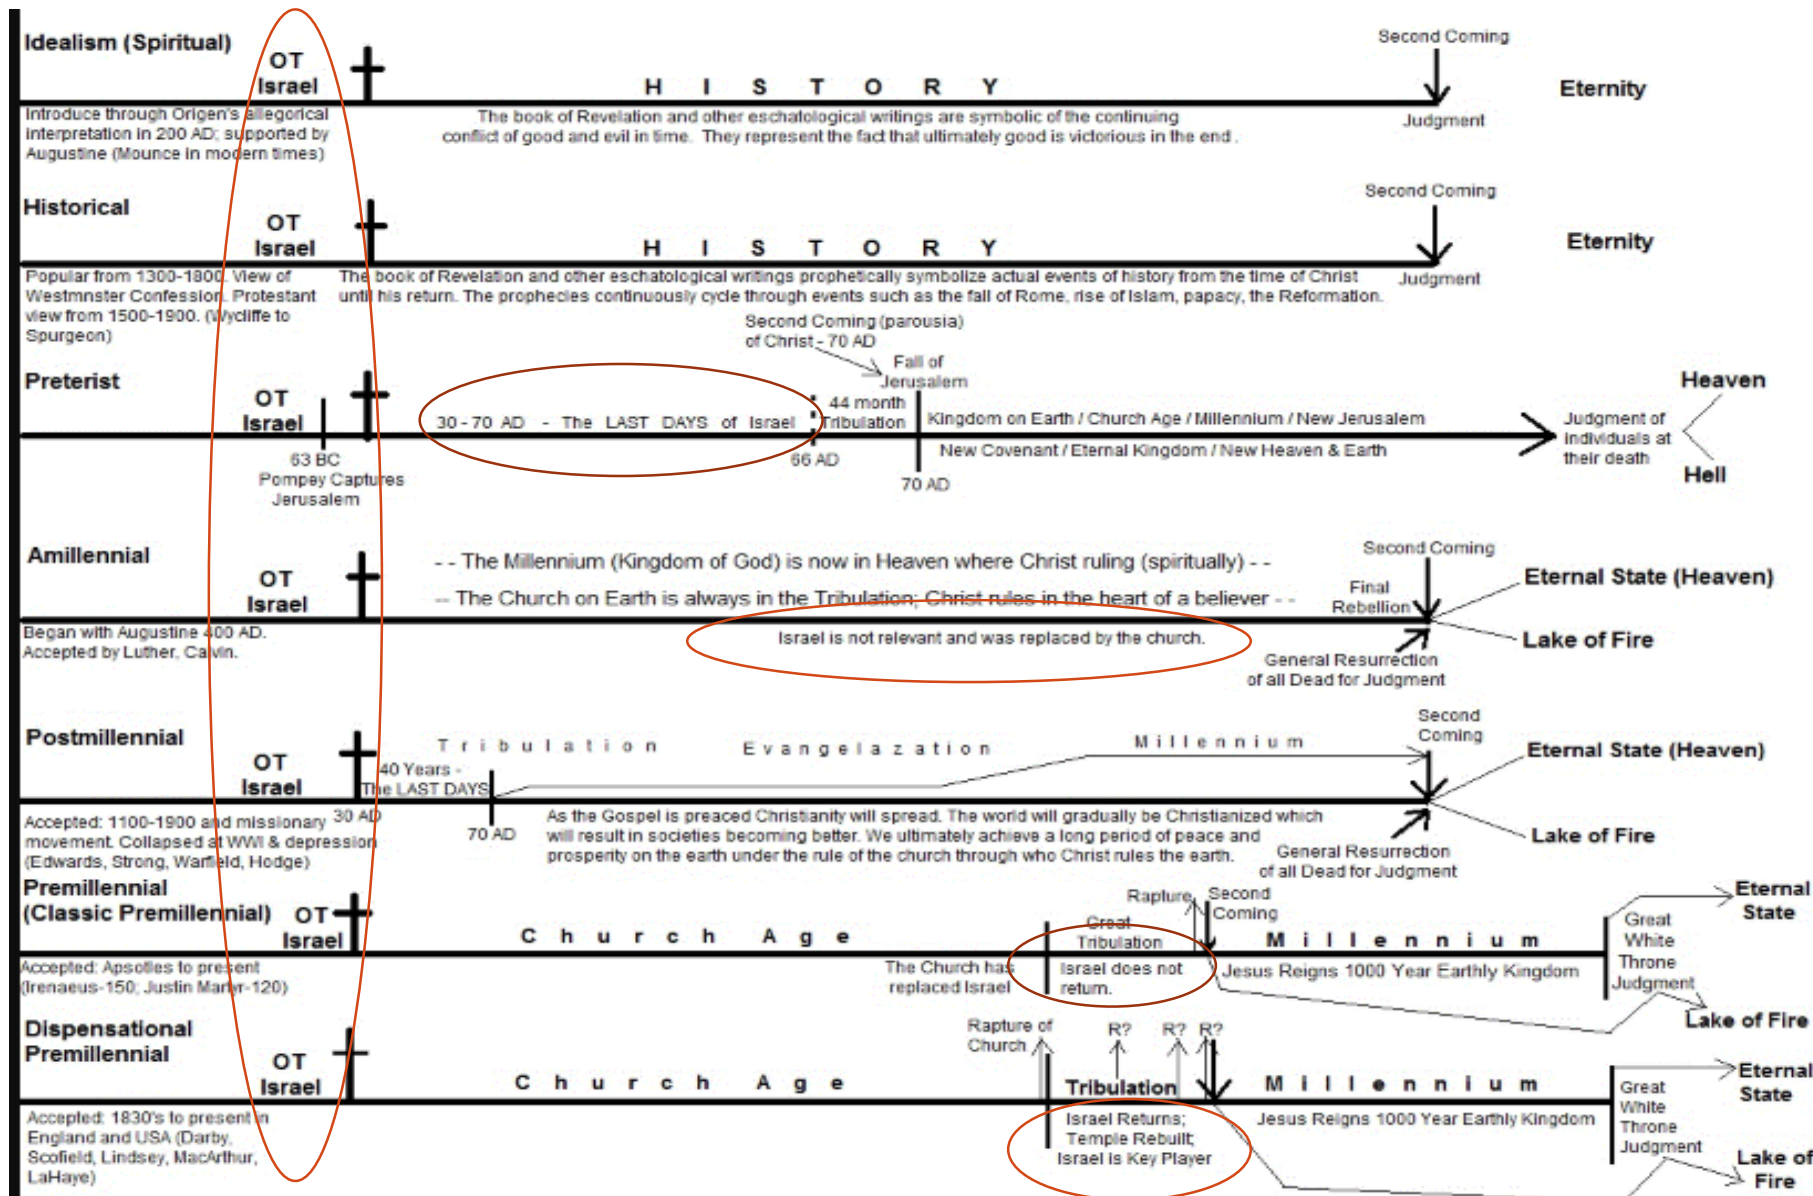 Idealism (Spiritual)
OT
Israel
H I S T O R Y
Second Coming
Judgment
Eternity
Introduce through Origen's allegorical
interpretation in 200 AD; supported by
Augustine (Mounce in modern times)
The book of Revelation and other eschatological writings are symbolic of the continuing
conflict of good and evil in time. They represent the fact that ultimately good is victorious in the end.
Historical
OT
Israel
H I S T O R Y
Second Coming
Judgment
Eternity
Popular from 1300-1800. View of
Westmnster Confession. Protestant
view from 1500-1900. (Wycliffe to
Spurgeon)
The book of Revelation and other eschatological writings prophetically symbolize actual events of history from the time of Christ
until his return. The prophecies continuously cycle through events such as the fall of Rome, rise of Islam, papacy, the Reformation.
Preterist
OT
Israel
63 BC
Pompey Captures
Jerusalem
30-70 AD - The LAST DAYS of Israel
66 AD
Second Coming (parousia)
of Christ - 70 AD
Fall of
Jerusalem
44 month
Tribulation
70 AD
Kingdom on Earth / Church Age / Millennium / New Jerusalem
New Covenant / Eternal Kingdom / New Heaven & Earth
Judgment of
individuals at
their death
Heaven
Hell
Amillennial
OT
Israel
Began with Augustine 400 AD.
Accepted by Luther, Calvin.
- - The Millennium (Kingdom of God) is now in Heaven where Christ ruling (spiritually) - -
-- The Church on Earth is always in the Tribulation; Christ rules in the heart of a believer - -
Israel is not relevant and was replaced by the church.
Second Coming
Final
Rebellion
General Resurrection
of all Dead for Judgment
Eternal State (Heaven)
Lake of Fire
Postmillennial
OT
Israel
30 AD
40 Years -
The LAST DAYS
70 AD
Tribulation
Evangelazation
Millennium
Accepted: 1100-1900 and missionary
movement. Collapsed at WWI & depression
(Edwards, Strong, Warfield, Hodge)
As the Gospel is preaced Christianity will spread. The world will gradually be Christianized which
will result in societies becoming better. We ultimately achieve a long period of peace and
prosperity on the earth under the rule of the church through who Christ rules the earth.
Second
Coming
General Resurrection
of all Dead for Judgment
Eternal State (Heaven)
Lake of Fire
Premillennial
(Classic Premillennial)
OT
Israel
Church Age
Accepted: Apsotles to present
(Irenaeus-150; Justin Martyr-120)
The Church has
replaced Israel
Great
Tribulation
Israel does not
return.
Rapture
Second
Coming
Millennium
Jesus Reigns 1000 Year Earthly Kingdom
Great
White
Throne
Judgment
Eternal
State
Lake of Fire
Dispensational
Premillennial
OT
Israel
Church Age
Accepted: 1830's to present in
England and USA (Darby,
Scofield, Lindsey, MacArthur,
LaHaye)
Rapture of
Church
R?
R?
R?
Tribulation
Israel Returns;
Temple Rebuilt;
Israel is Key Player
Millennium
Jesus Reigns 1000 Year Earthly Kingdom
Great
White
Throne
Judgment
Eternal
State
Lake of
Fire